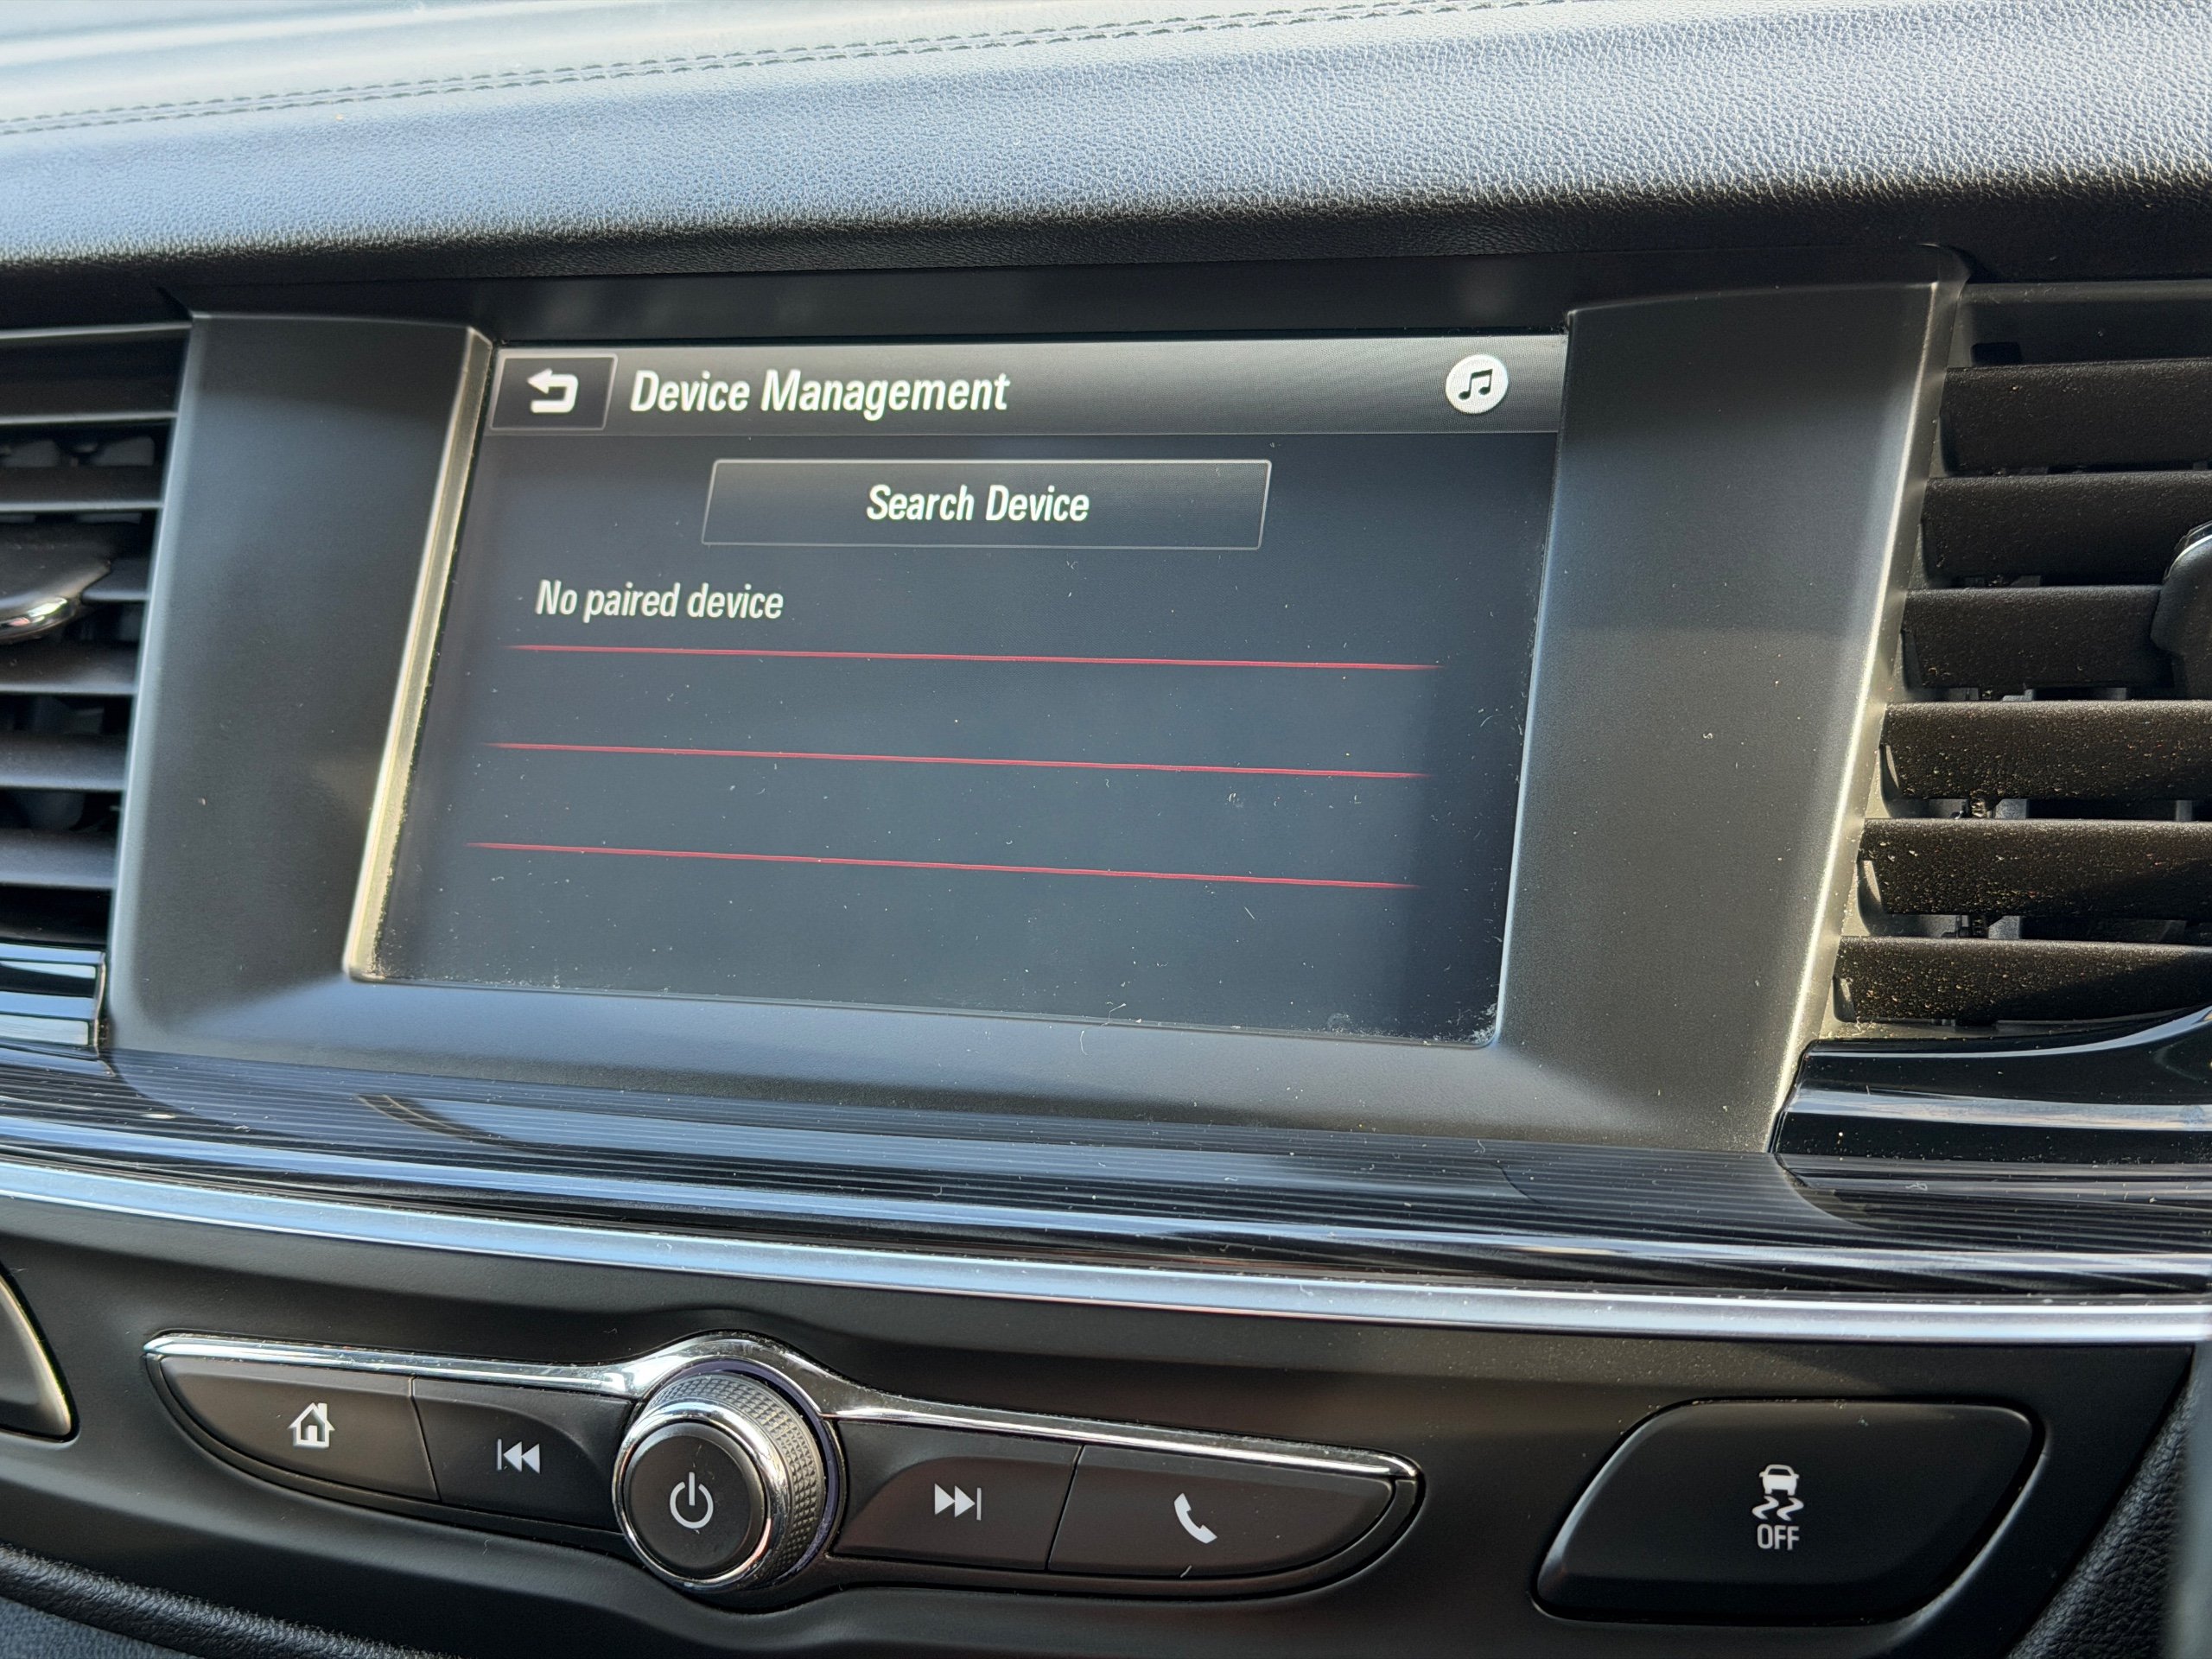 Device Management
Search Device
No paired device
OFF